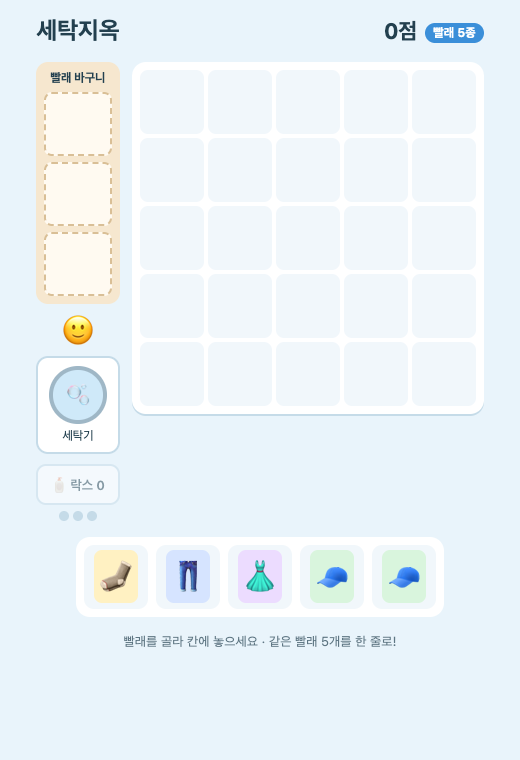 세탁지옥
0점 빨래 5종
빨래 바구니
세탁기
락스 0
빨래를 골라 칸에 놓으세요 · 같은 빨래 5개를 한 줄로!